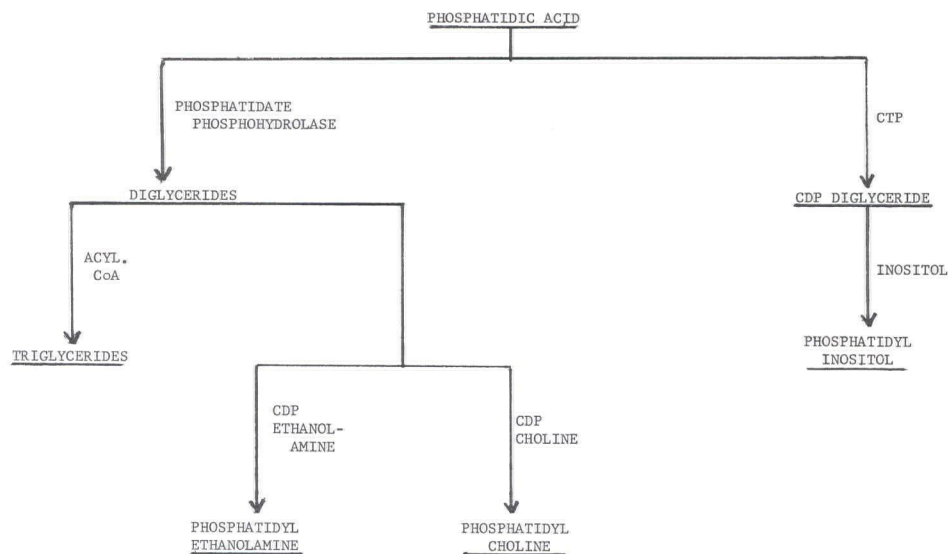 PHOSPHATIDIC ACID
PHOSPHATIDATE
PHOSPHOHYDROLASE
CTP
DIGLYCERIDES
CDP DIGLYCERIDE
ACYL.
CoA
INOSITOL
TRIGLYCERIDES
PHOSPHATIDYL
INOSITOL
CDP
ETHANOL-
AMINE
CDP
CHOLINE
PHOSPHATIDYL
ETHANOLAMINE
PHOSPHATIDYL
CHOLINE